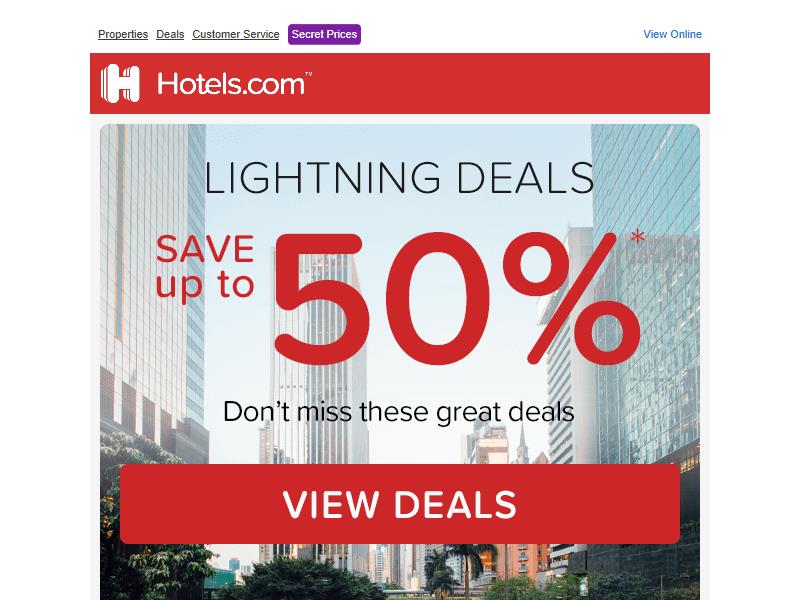 Properties Deals Customer Service Secret Prices View Online
Hotels.com™
LIGHTNING DEALS
SAVE
up to
50%*
Don't miss these great deals
VIEW DEALS